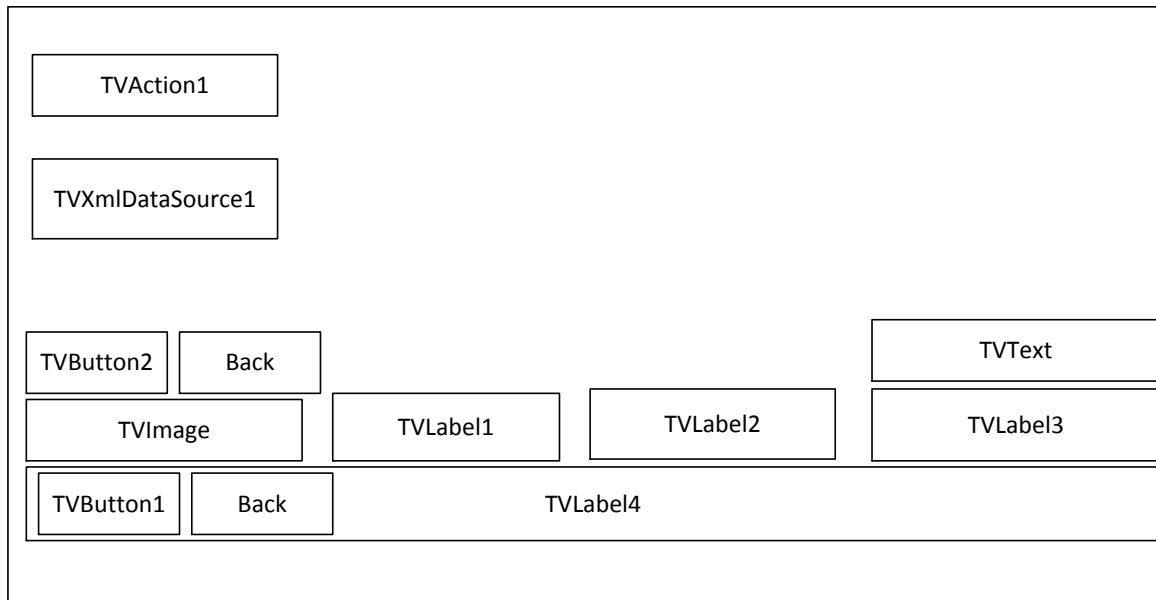 TVAction1
TVXmlDataSource1
TVText
TVButton2
Back
TVImage
TVLabel1
TVLabel2
TVLabel3
TVButton1
Back
TVLabel4